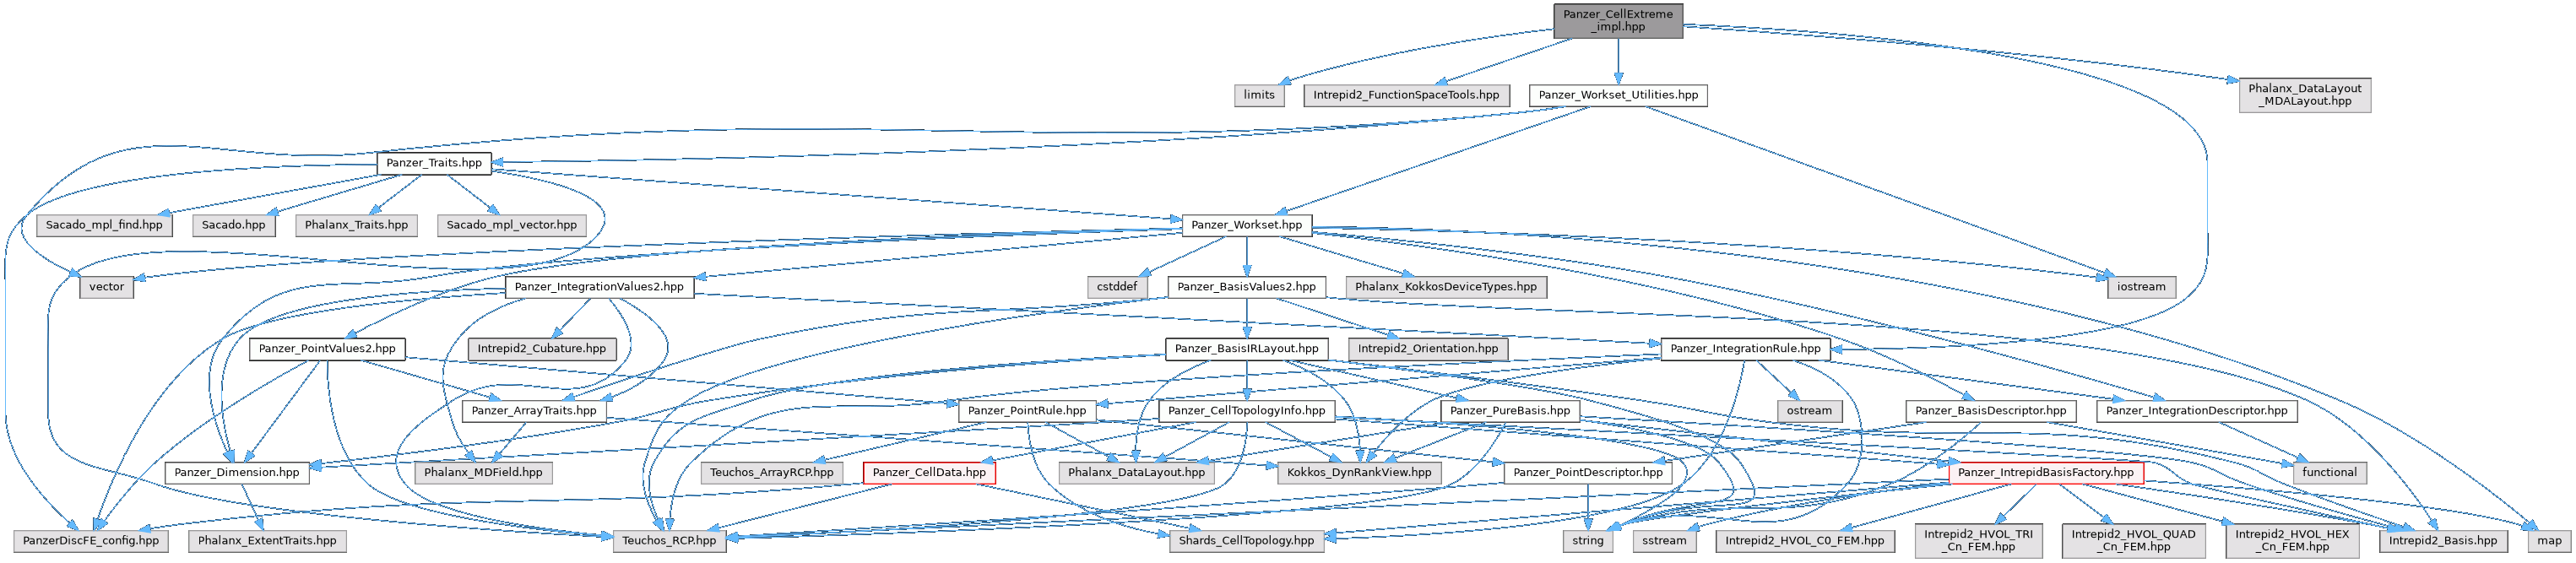 Panzer_CellExtreme
_impl.hpp
limits
Intrepid2_FunctionSpaceTools.hpp
Panzer_Workset_Utilities.hpp
Phalanx_DataLayout
_MDALayout.hpp
Panzer_Traits.hpp
Sacado_mpl_find.hpp
Sacado.hpp
Phalanx_Traits.hpp
Sacado_mpl_vector.hpp
Panzer_Workset.hpp
vector
Panzer_IntegrationValues2.hpp
cstddef
Panzer_BasisValues2.hpp
Phalanx_KokkosDeviceTypes.hpp
iostream
Panzer_PointValues2.hpp
Intrepid2_Cubature.hpp
Panzer_BasisIRLayout.hpp
Intrepid2_Orientation.hpp
Panzer_IntegrationRule.hpp
Panzer_ArrayTraits.hpp
Panzer_PointRule.hpp
Panzer_CellTopologyInfo.hpp
Panzer_PureBasis.hpp
ostream
Panzer_BasisDescriptor.hpp
Panzer_IntegrationDescriptor.hpp
Panzer_Dimension.hpp
Phalanx_MDField.hpp
Teuchos_ArrayRCP.hpp
Panzer_CellData.hpp
Phalanx_DataLayout.hpp
Kokkos_DynRankView.hpp
Panzer_PointDescriptor.hpp
Panzer_IntrepidBasisFactory.hpp
functional
PanzerDiscFE_config.hpp
Phalanx_ExtentTraits.hpp
Teuchos_RCP.hpp
Shards_CellTopology.hpp
string
sstream
Intrepid2_HVOL_C0_FEM.hpp
Intrepid2_HVOL_TRI
_Cn_FEM.hpp
Intrepid2_HVOL_QUAD
_Cn_FEM.hpp
Intrepid2_HVOL_HEX
_Cn_FEM.hpp
Intrepid2_Basis.hpp
map